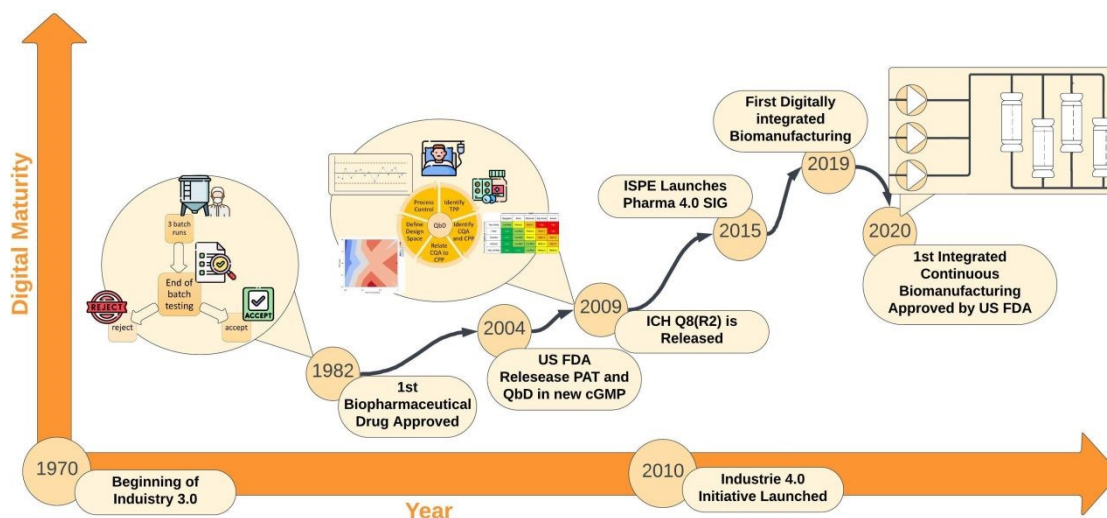 Digital Maturity
3 batch
runs
End of
batch
testing
REJECT
reject
ACCEPT
accept
Process
Control
Identify
TPP
Define
Design
Space
QbD
Identify
CQA
and CPP
Relate
CQA to
CPP
1982
1st
Biopharmaceutical
Drug Approved
2004
US FDA
Relesease PAT and
QbD in new cGMP
2009
ICH Q8(R2) is
Released
ISPE Launches
Pharma 4.0 SIG
2015
First Digitally
integrated
Biomanufacturing
2019
2020
1st Integrated
Continuous
Biomanufacturing
Approved by US FDA
1970
Beginning of
Induistry 3.0
2010
Industrie 4.0
Initiative Launched
Year